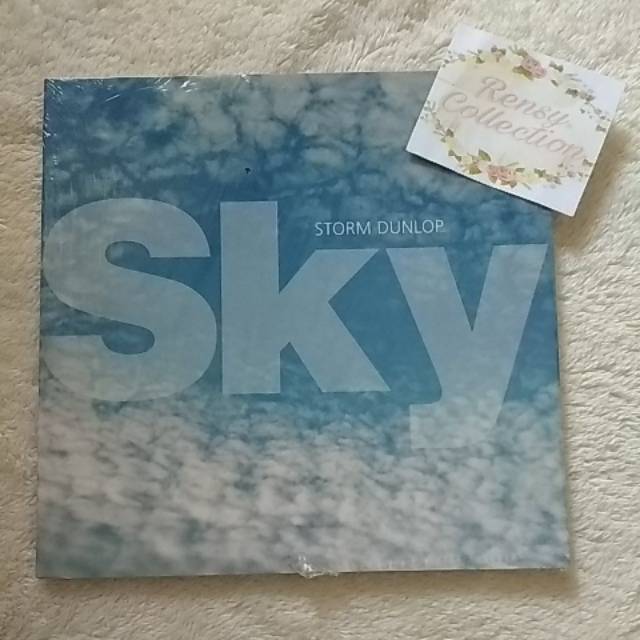 Rensy
Collection
STORM DUNLOP
Sky